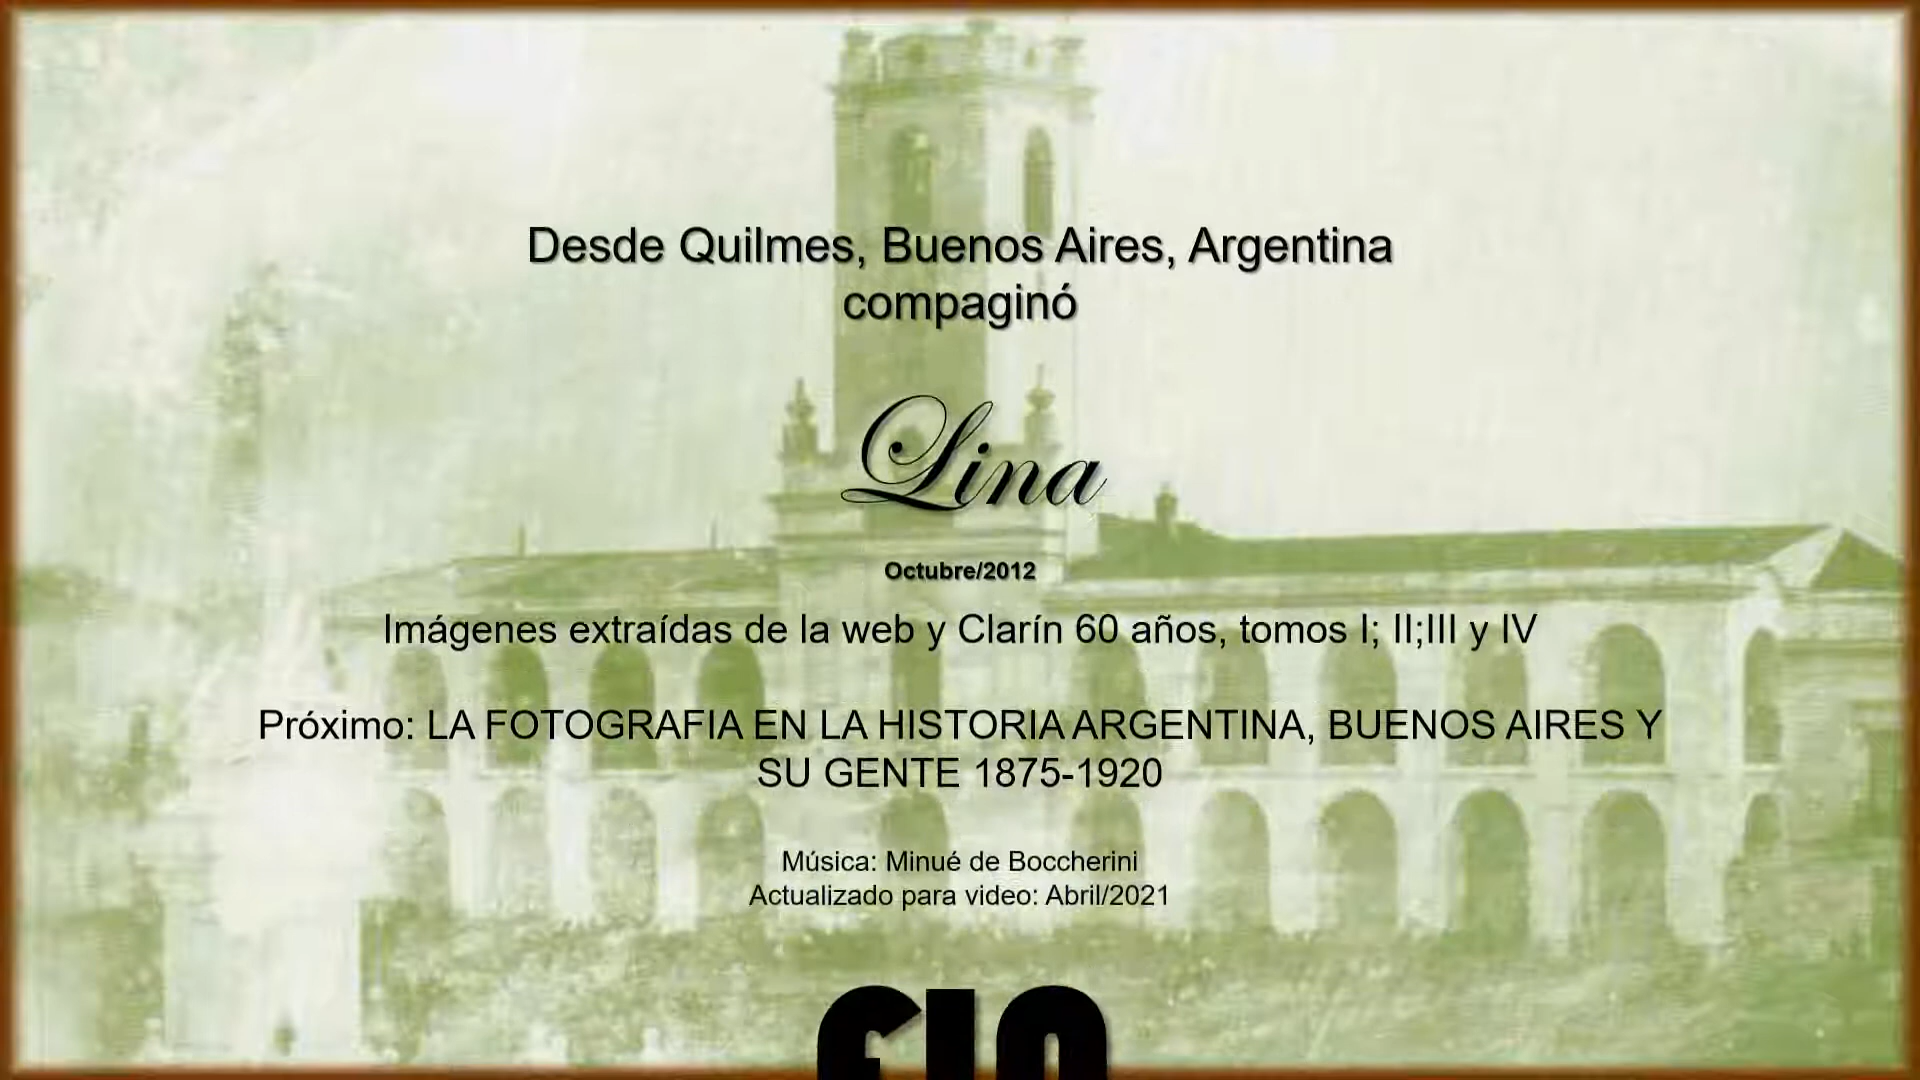 Desde Quilmes, Buenos Aires, Argentina
compaginó
Lina
Octubre/2012
Imágenes extraídas de la web y Clarín 60 años, tomos I; II;III y IV
Próximo: LA FOTOGRAFIA EN LA HISTORIA ARGENTINA, BUENOS AIRES Y
SU GENTE 1875-1920
Música: Minué de Boccherini
Actualizado para video: Abril/2021